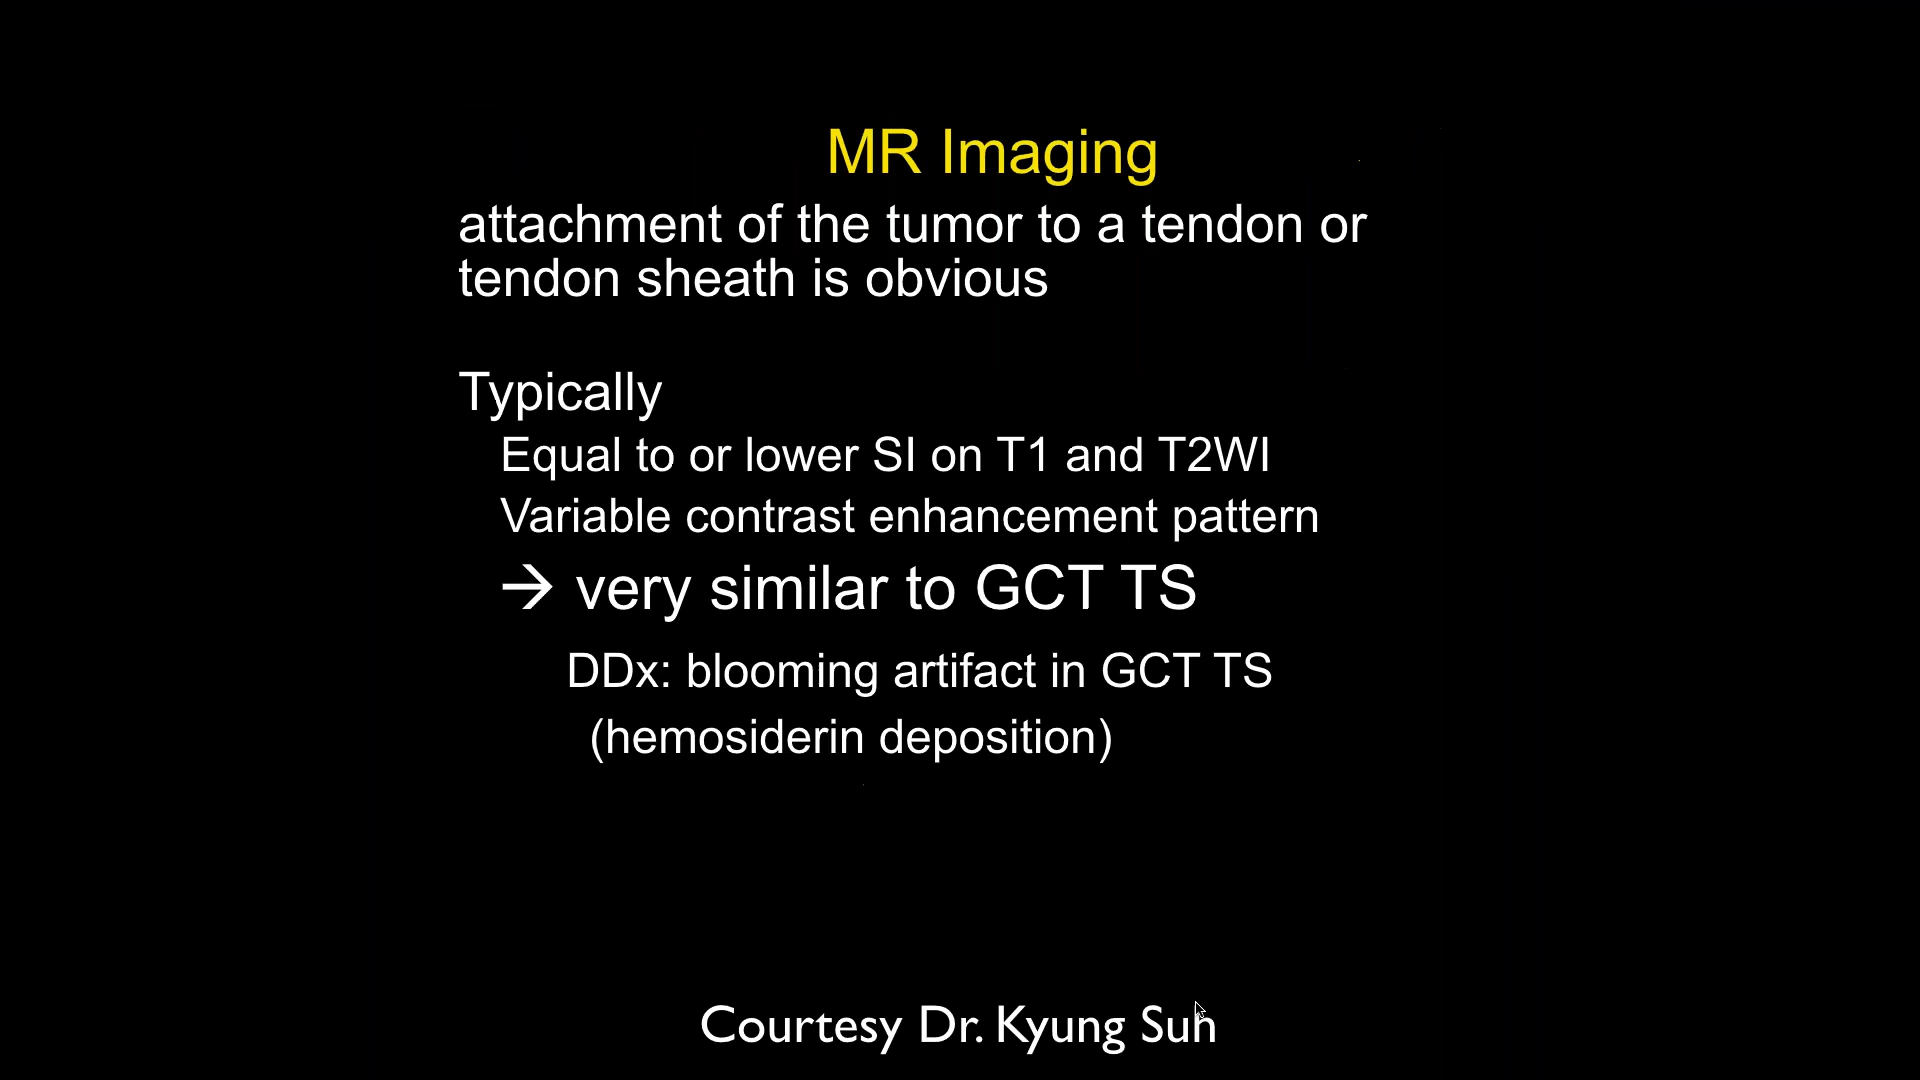 MR Imaging
attachment of the tumor to a tendon or
tendon sheath is obvious
Typically
Equal to or lower SI on T1 and T2WI
Variable contrast enhancement pattern
→ very similar to GCT TS
DDx: blooming artifact in GCT TS
(hemosiderin deposition)
Courtesy Dr. Kyung Suh